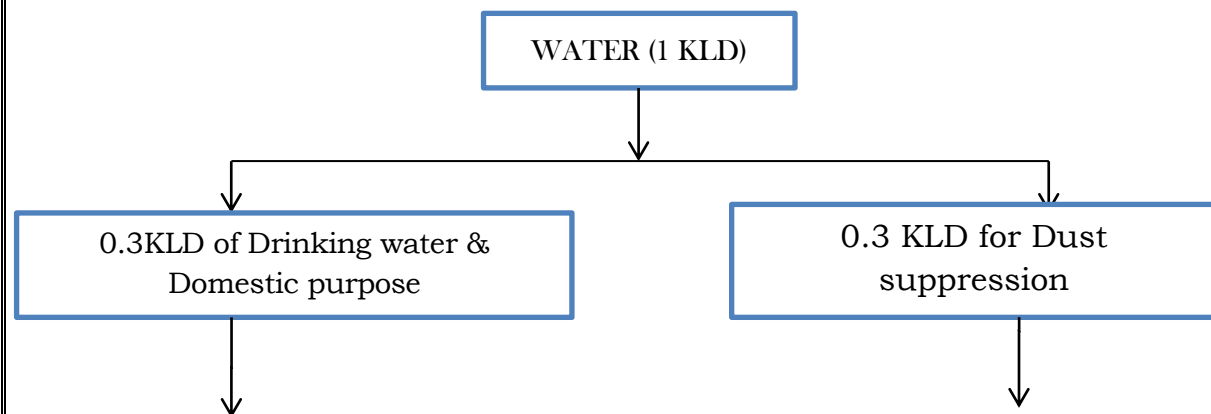 WATER (1 KLD)
0.3KLD of Drinking water &
Domestic purpose
0.3 KLD for Dust
suppression